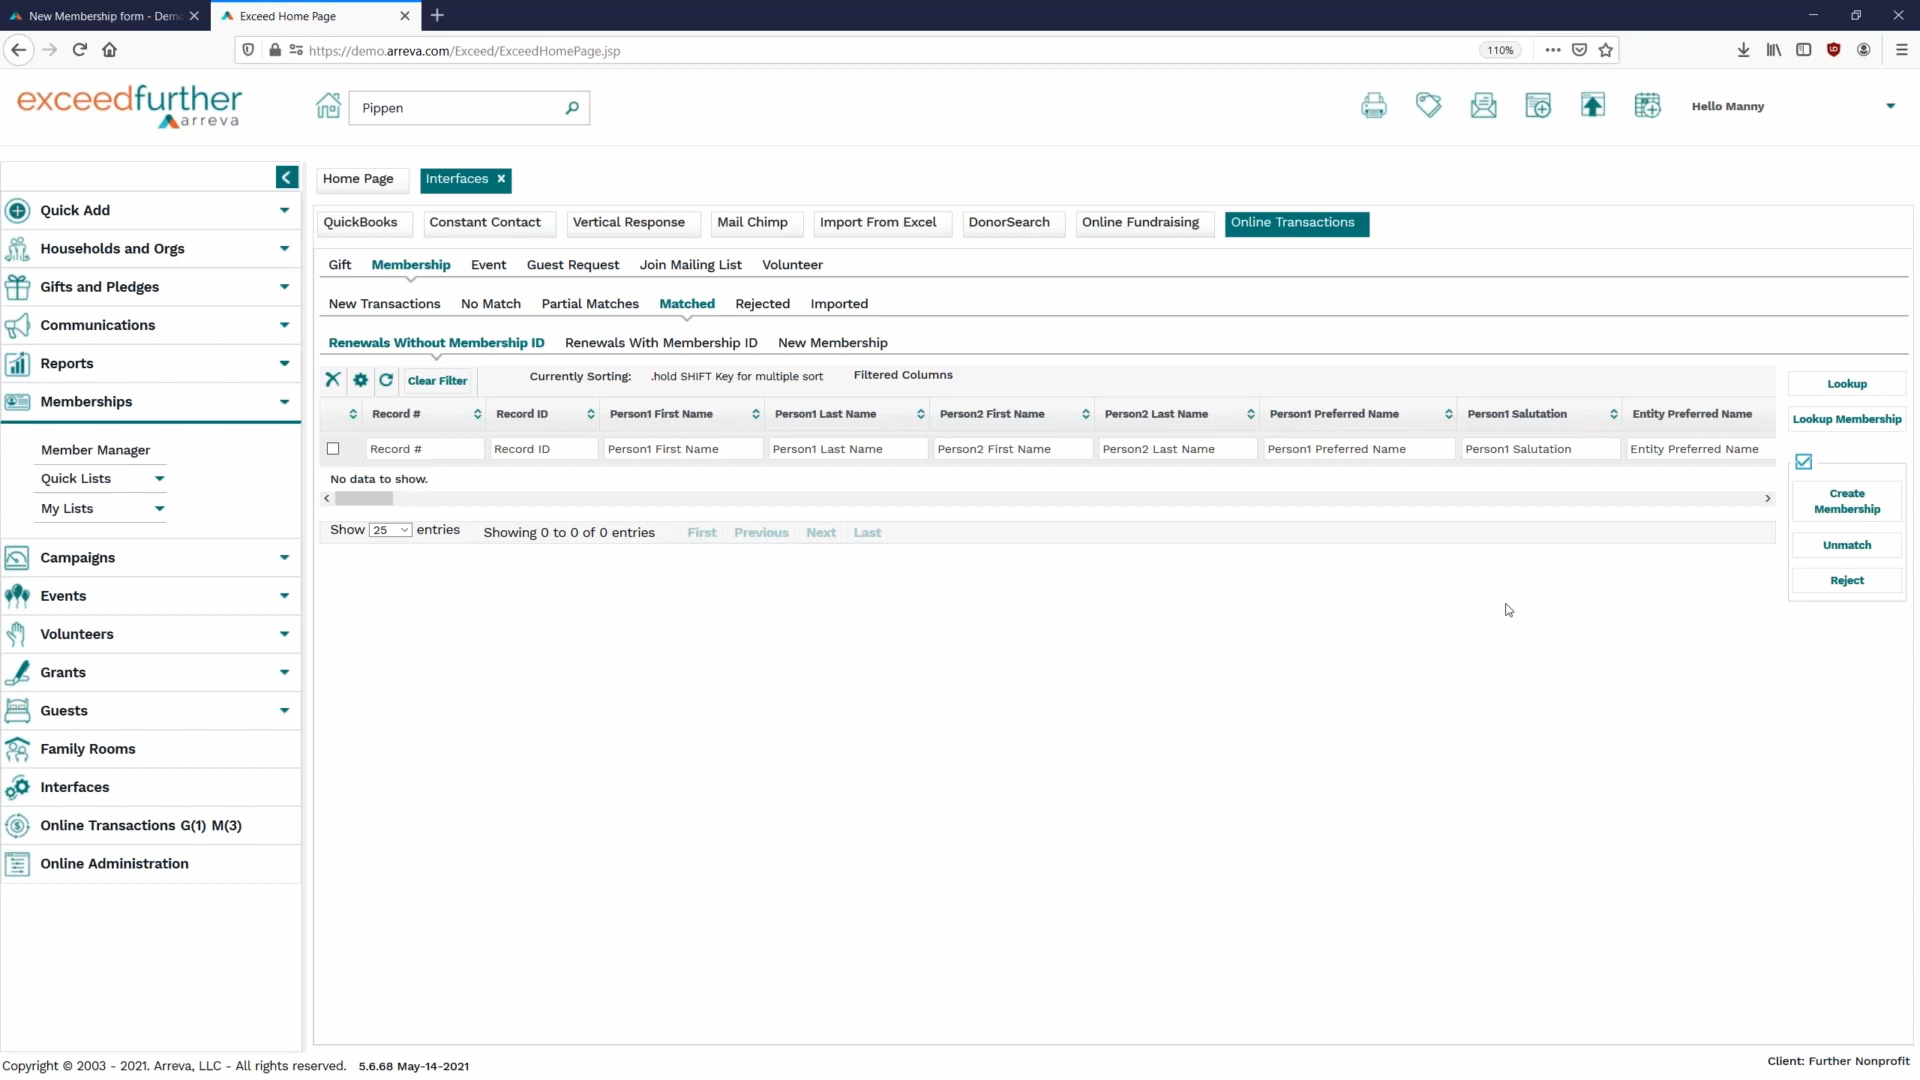 New Membership form - Demo
Exceed Home Page
https://demo.arreva.com/Exceed/ExceedHomePage.jsp
110%
exceedfurther
arreva
Pippen
Hello Manny
Home Page
Interfaces
QuickBooks
Constant Contact
Vertical Response
Mail Chimp
Import From Excel
DonorSearch
Online Fundraising
Online Transactions
Quick Add
Households and Orgs
Gifts and Pledges
Communications
Reports
Memberships
Member Manager
Quick Lists
My Lists
Campaigns
Events
Volunteers
Grants
Guests
Family Rooms
Interfaces
Online Transactions G(1) M(3)
Online Administration
Gift Membership Event Guest Request Join Mailing List Volunteer
New Transactions No Match Partial Matches Matched Rejected Imported
Renewals Without Membership ID Renewals With Membership ID New Membership
Clear Filter Currently Sorting: .hold SHIFT Key for multiple sort Filtered Columns
Record # Record ID Person1 First Name Person1 Last Name Person2 First Name Person2 Last Name Person1 Preferred Name Person1 Salutation Entity Preferred Name
Record # Record ID Person1 First Name Person1 Last Name Person2 First Name Person2 Last Name Person1 Preferred Name Person1 Salutation Entity Preferred Name
No data to show.
Show 25 entries Showing 0 to 0 of 0 entries First Previous Next Last
Lookup
Lookup Membership
Create
Membership
Unmatch
Reject
Copyright © 2003 - 2021. Arreva, LLC - All rights reserved. 5.6.68 May-14-2021
Client: Further Nonprofit